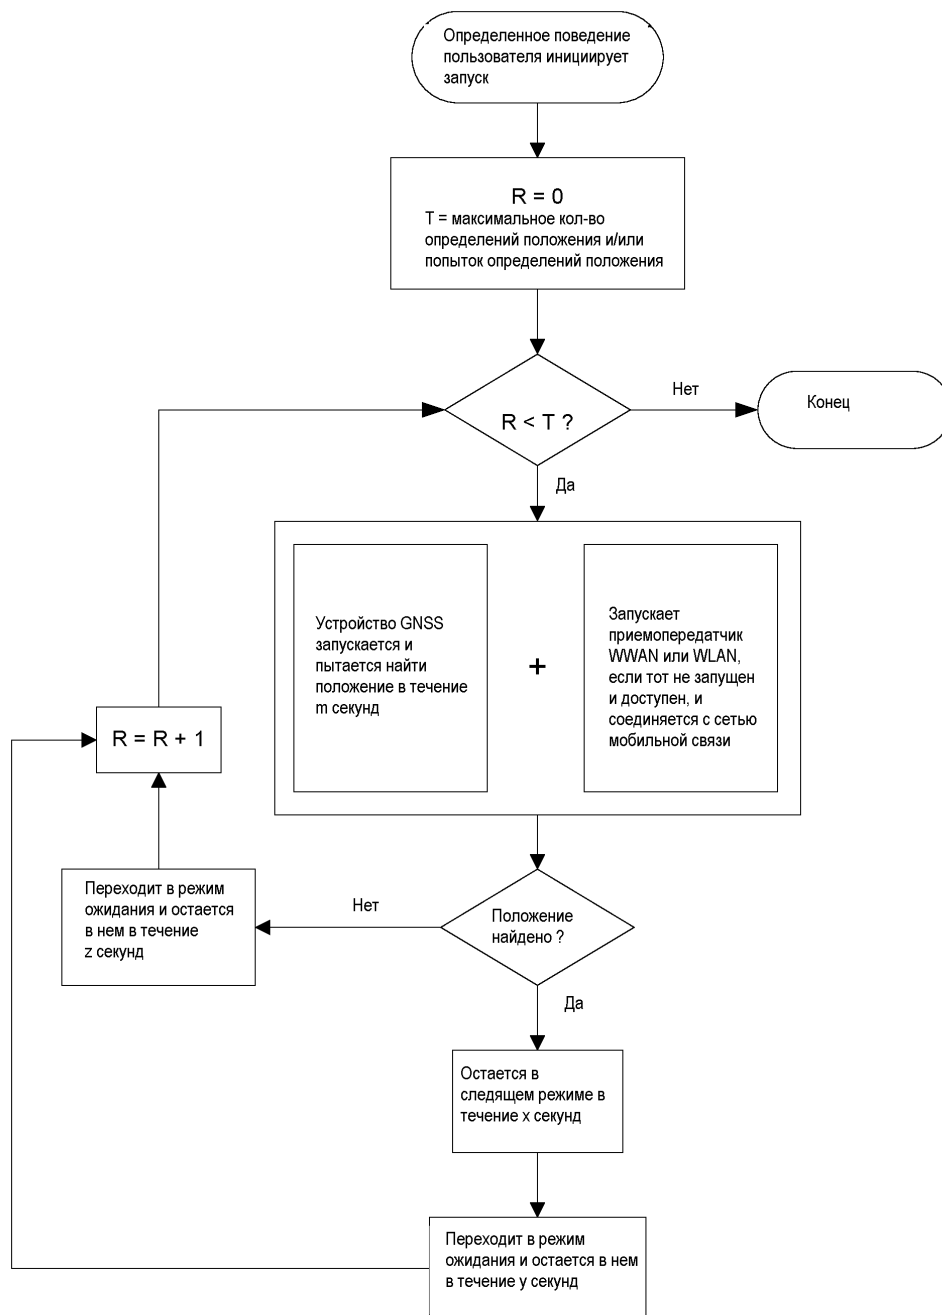 Определенное поведение
пользователя инициирует
запуск
R = 0
T = максимальное кол-во
определений положения и/или
попыток определений положения
R < T ?
Нет
Конец
Да
Устройство GNSS
запускается и
пытается найти
положение в течение
m секунд
+
Запускает
приемопередатчик
WWAN или WLAN,
если тот не запущен
и доступен, и
соединяется с сетью
мобильной связи
R = R + 1
Переходит в режим
ожидания и остается
в нем в течение
z секунд
Нет
Положение
найдено ?
Да
Остается в
следящем режиме в
течение x секунд
Переходит в режим
ожидания и остается в нем
в течение y секунд